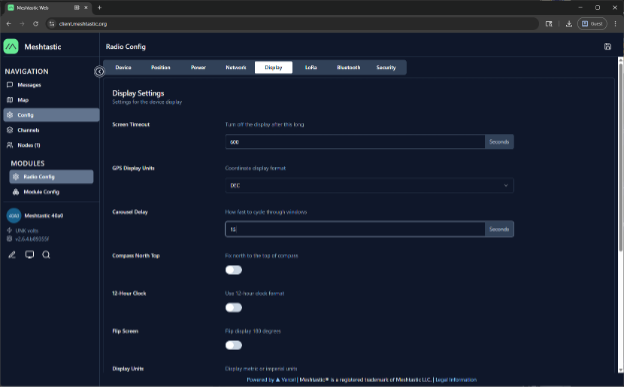 Meshtastic Web
client.meshtastic.org
Guest
Meshtastic
Radio Config
NAVIGATION
Messages
Map
Config
Channels
Nodes (1)
MODULES
Radio Config
Module Config
UNK volts
Device
Position
Power
Network
Display
LoRa
Bluetooth
Security
Display Settings
Settings for the device display
Screen Timeout
Turn off the display after this long
600
Seconds
GPS Display Units
Coordinate display format
DEC
Carousel Delay
How fast to cycle through windows
Seconds
Compass North Top
Fix north to the top of compass
12-Hour Clock
Use 12-hour clock format
Flip Screen
Flip display 180 degrees
Display Units
Display metric or imperial units
Powered by ▲ Vercel | Meshtastic® is a registered trademark of Meshtastic LLC. | Legal Information